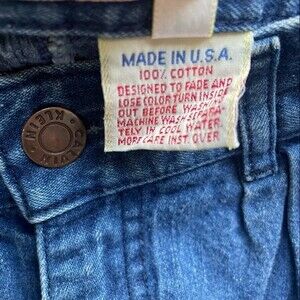 MADE IN U.S.A.
100% COTTON
DESIGNED TO FADE AND
LOSE COLOR TURN INSIDE
OUT BEFORE WASHING
MACHINE WASH SEPARA-
TELY IN COOL WATER.
MORE CARE INST. OVER
CALVIN
KLEIN